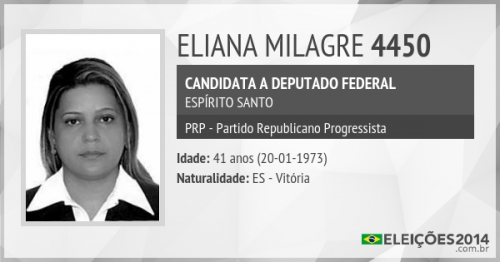 ELIANA MILAGRE 4450
CANDIDATA A DEPUTADO FEDERAL
ESPÍRITO SANTO
PRP - Partido Republicano Progressista
Idade: 41 anos (20-01-1973)
Naturalidade: ES - Vitória
ELEIÇÕES2014
.com.br